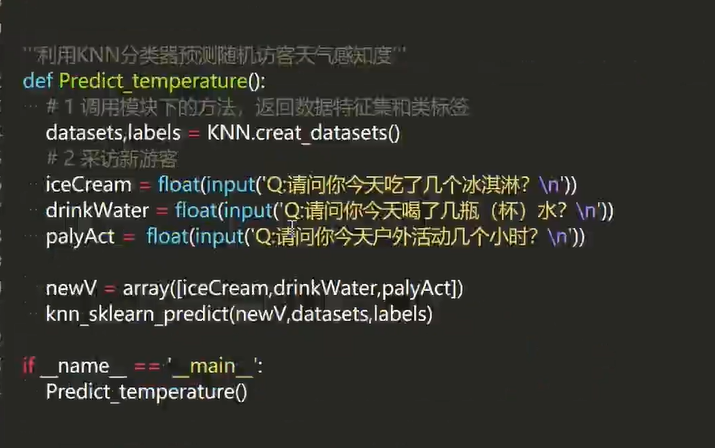 '''利用KNN分类器预测随机访客天气感知度'''
def Predict_temperature():
# 1 调用模块下的方法，返回数据特征集和类标签
datasets,labels = KNN.creat_datasets()
# 2 采访新游客
iceCream = float(input('Q:请问你今天吃了几个冰淇淋？\n'))
drinkWater = float(input('Q:请问你今天喝了几瓶（杯）水？\n'))
palyAct = float(input('Q:请问你今天户外活动几个小时？\n'))
newV = array([iceCream,drinkWater,palyAct])
knn_sklearn_predict(newV,datasets,labels)
if __name__ == '__main__':
Predict_temperature()